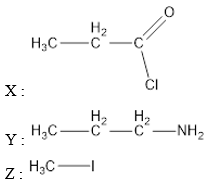 H₂ O
H₃C C C
Cl
X :
H₂ H₂
Y : H₃C C C NH₂
Z : H₃C I